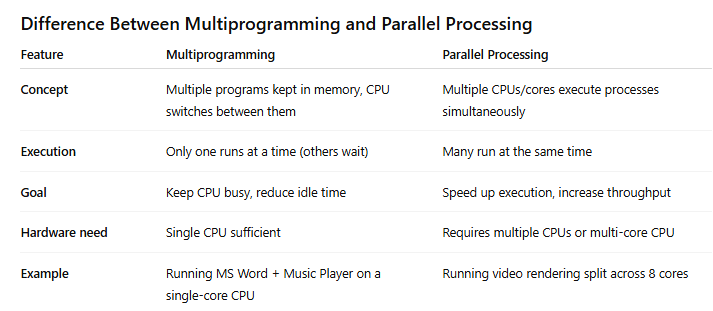 Difference Between Multiprogramming and Parallel Processing
Feature Multiprogramming Parallel Processing
Concept Multiple programs kept in memory, CPU switches between them Multiple CPUs/cores execute processes simultaneously
Execution Only one runs at a time (others wait) Many run at the same time
Goal Keep CPU busy, reduce idle time Speed up execution, increase throughput
Hardware need Single CPU sufficient Requires multiple CPUs or multi-core CPU
Example Running MS Word + Music Player on a single-core CPU Running video rendering split across 8 cores